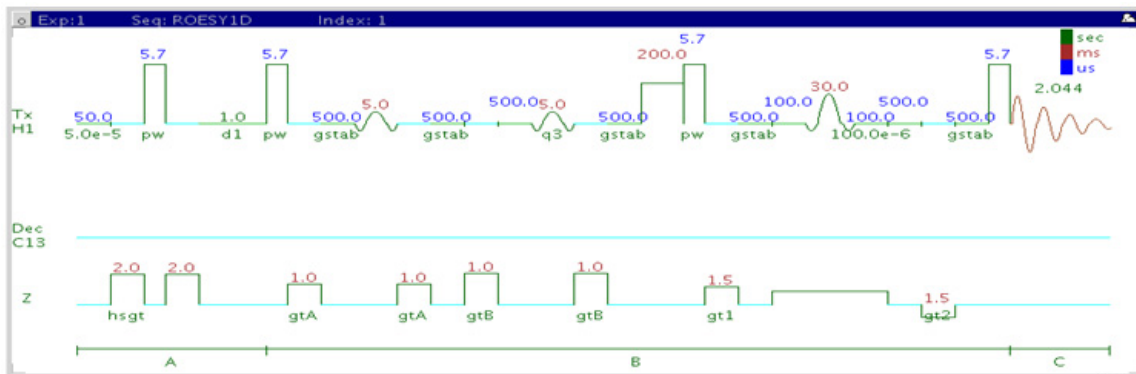 o Exp:1 Seq: ROESY1D Index: 1
sec
ms
us
5.7 5.7 200.0 5.7 30.0 5.7 2.044
Tx
H1
50.0 1.0 500.0 5.0 500.0 500.0 5.0 500.0 500.0 100.0 100.0 500.0 500.0
5.0e-5 pw d1 pw gstab gstab q3 gstab pw gstab 100.0e-6 gstab
Dec
C13
Z
2.0 2.0 1.0 1.0 1.0 1.0 1.5 1.5
hsgt gtA gtA gtB gtB gt1 gt2
A B C